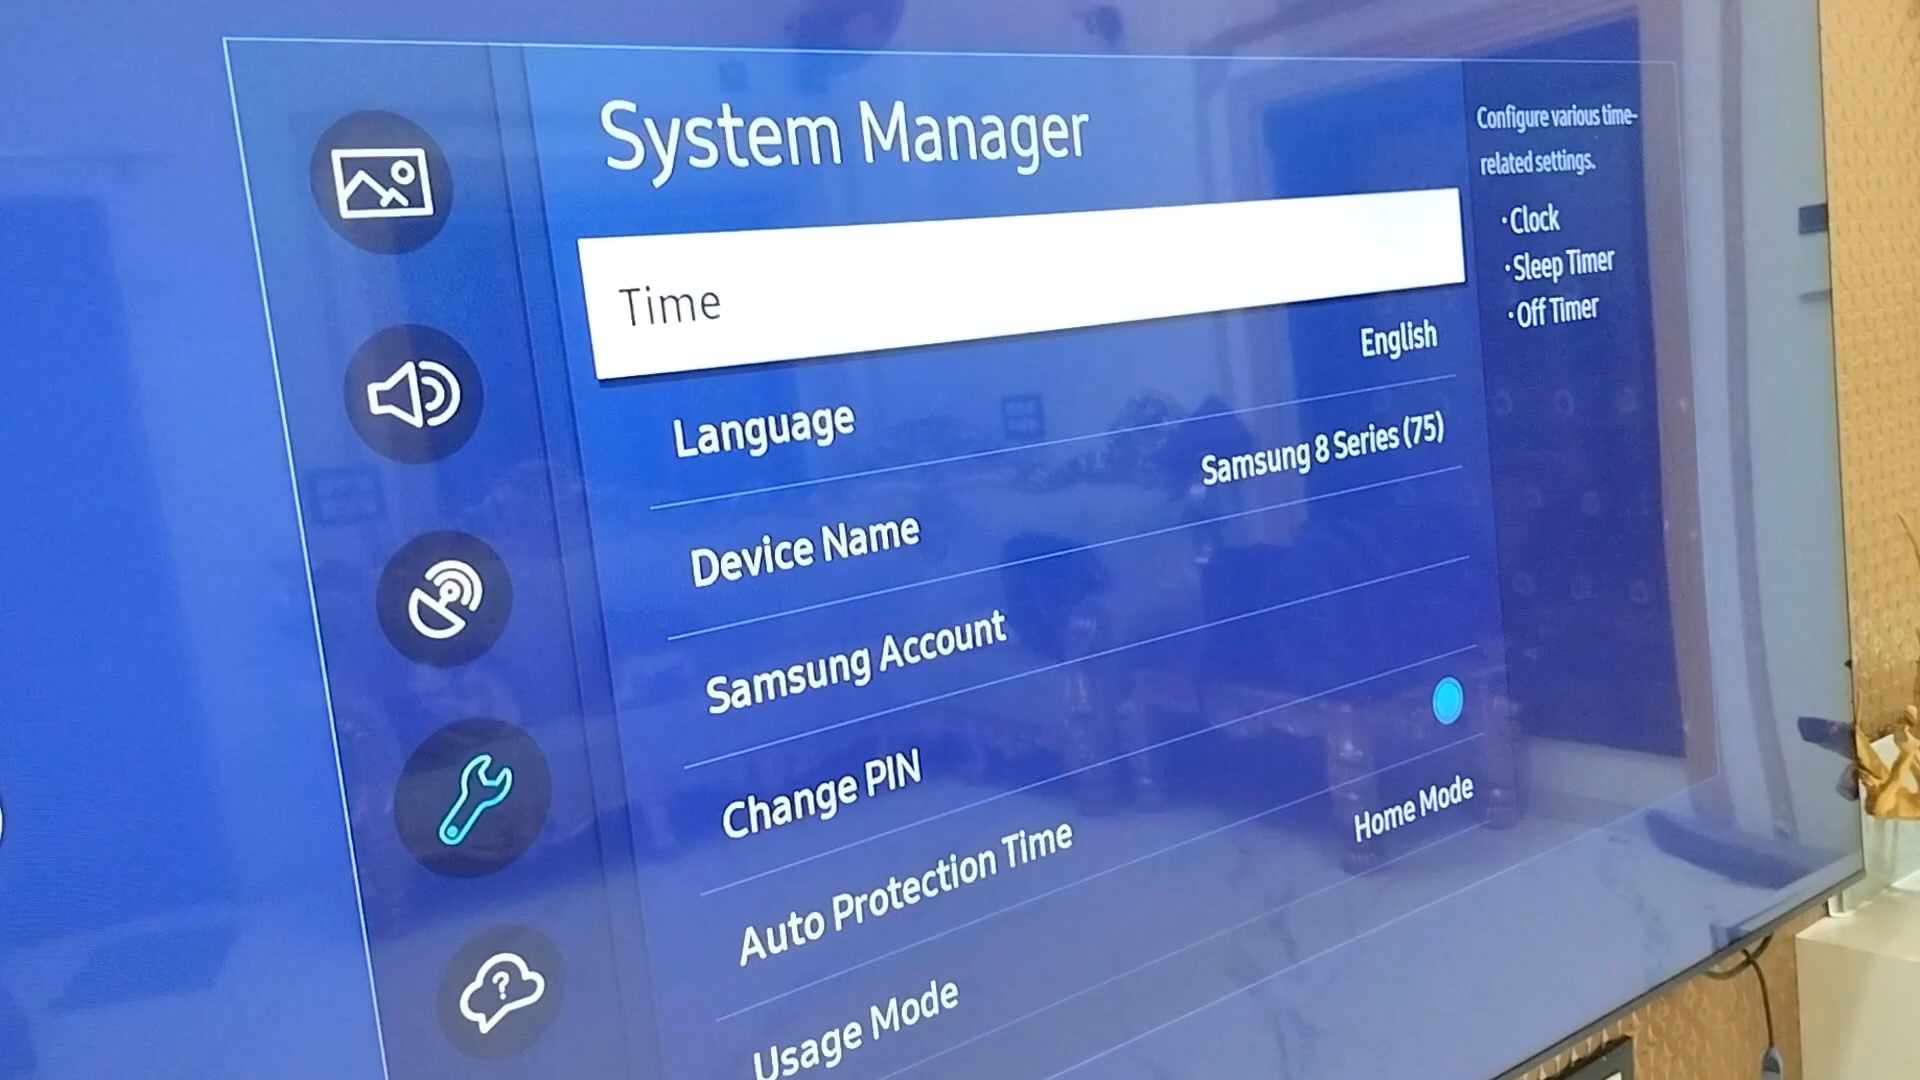 System Manager
Time
Language English
Device Name Samsung 8 Series (75)
Samsung Account
Change PIN
Auto Protection Time
Usage Mode Home Mode
Configure various time-
related settings.
· Clock
· Sleep Timer
· Off Timer
?